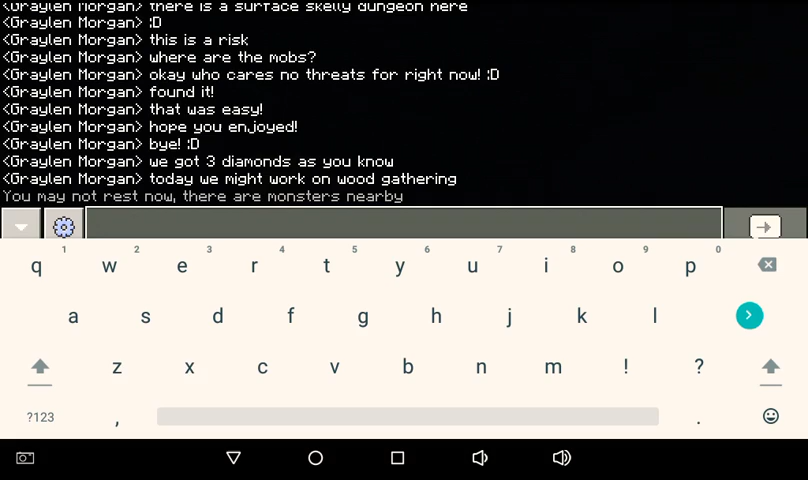 <Graylen Morgan> there is a surface skelly dungeon here
<Graylen Morgan> :D
<Graylen Morgan> this is a risk
<Graylen Morgan> where are the mobs?
<Graylen Morgan> okay who cares no threats for right now! :D
<Graylen Morgan> found it!
<Graylen Morgan> that was easy!
<Graylen Morgan> hope you enjoyed!
<Graylen Morgan> bye! :D
<Graylen Morgan> we got 3 diamonds as you know
<Graylen Morgan> today we might work on wood gathering
You may not rest now, there are monsters nearby
1 2 3 4 5 6 7 8 9 0
q w e r t y u i o p
a s d f g h j k l
z x c v b n m ! ?
?123 , .